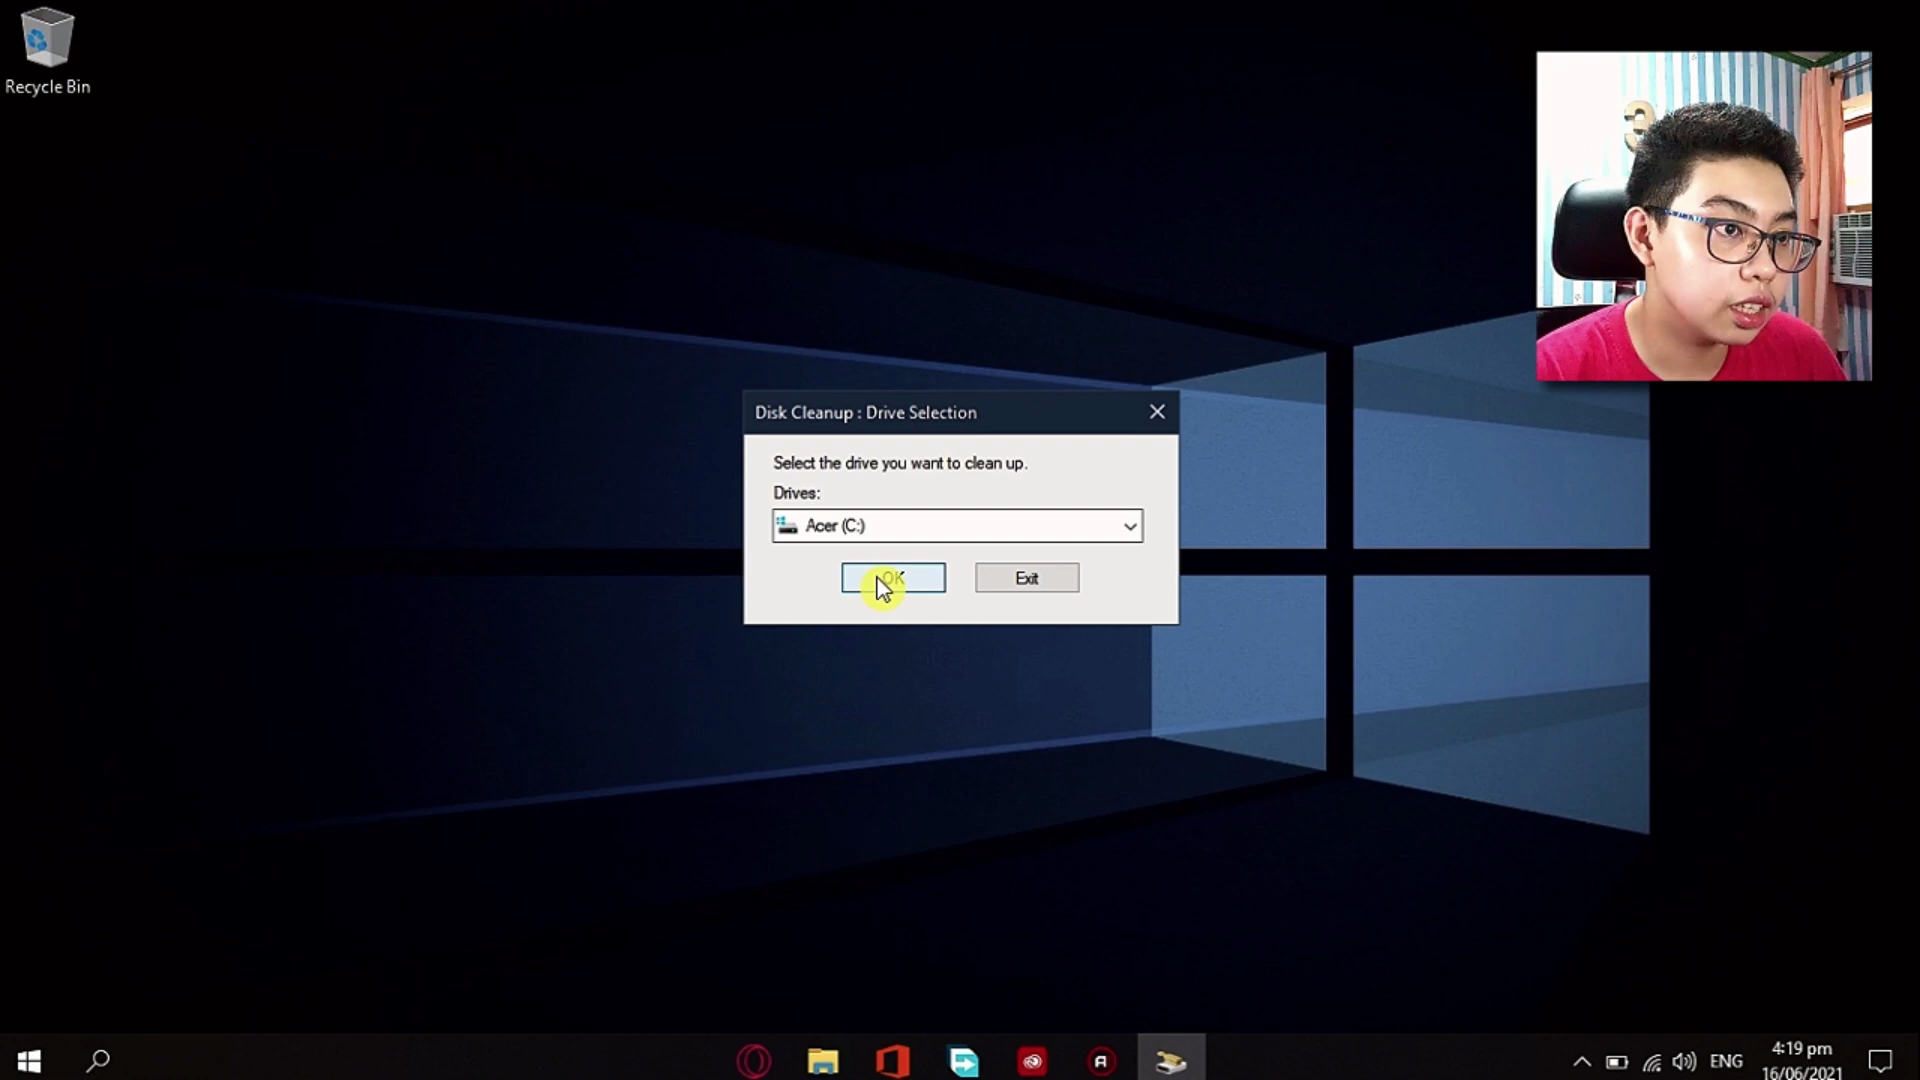 Recycle Bin
3
Disk Cleanup : Drive Selection
Select the drive you want to clean up.
Drives:
Acer (C:)
OK
Exit
ENG
4:19 pm
16/06/2021